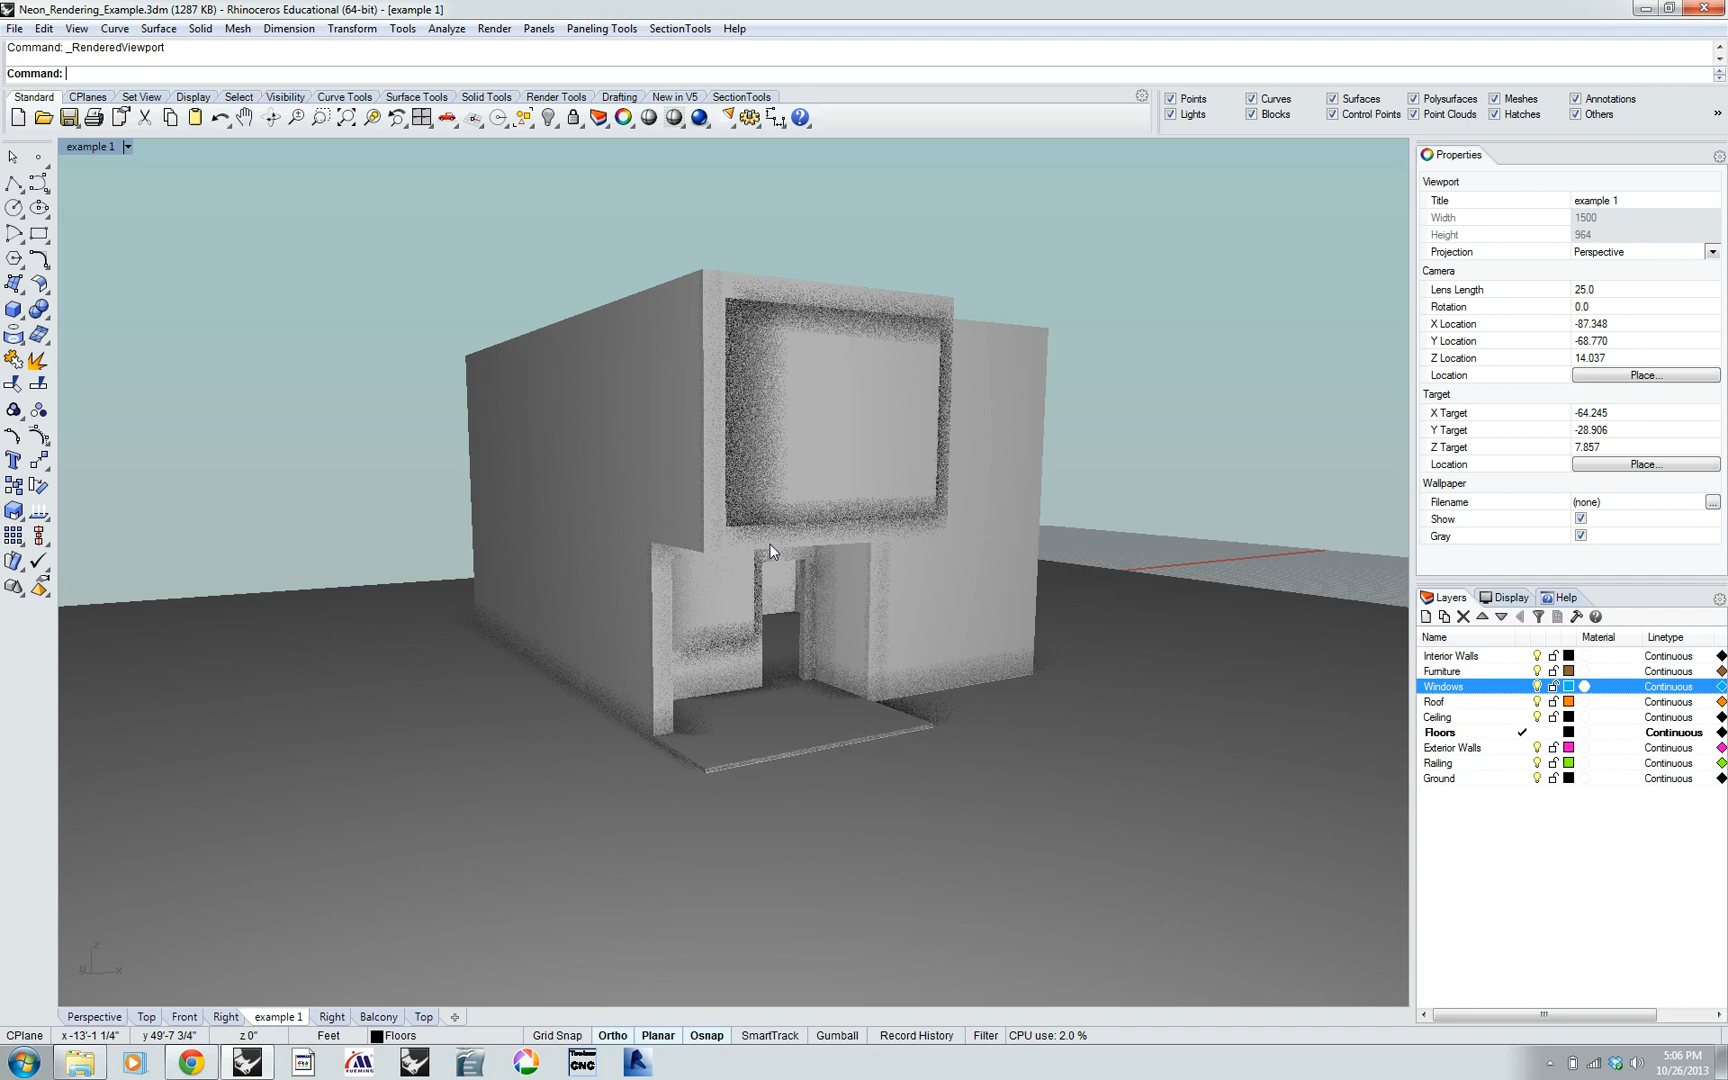 Neon_Rendering_Example.3dm (1287 KB) - Rhinoceros Educational (64-bit) - [example 1]
File Edit View Curve Surface Solid Mesh Dimension Transform Tools Analyze Render Panels Paneling Tools SectionTools Help
Command: _RenderedViewport
Command:
Standard CPlanes Set View Display Select Visibility Curve Tools Surface Tools Solid Tools Render Tools Drafting New in V5 SectionTools
Points Curves Surfaces Polysurfaces Meshes Annotations
Lights Blocks Control Points Point Clouds Hatches Others
example 1
Properties
Viewport
Title example 1
Width 1500
Height 964
Projection Perspective
Camera
Lens Length 25.0
Rotation 0.0
X Location -87.348
Y Location -68.770
Z Location 14.037
Location Place...
Target
X Target -64.245
Y Target -28.906
Z Target 7.857
Location Place...
Wallpaper
Filename (none) ...
Show
Gray
Layers Display Help
Name Material Linetype
Interior Walls Continuous
Furniture Continuous
Windows Continuous
Roof Continuous
Ceiling Continuous
Floors Continuous
Exterior Walls Continuous
Railing Continuous
Ground Continuous
z
y x
Perspective Top Front Right example 1 Right Balcony Top
CPlane x -13'-1 1/4" y 49'-7 3/4" z 0" Feet Floors Grid Snap Ortho Planar Osnap SmartTrack Gumball Record History Filter CPU use: 2.0 %
CNC
5:06 PM
10/26/2013